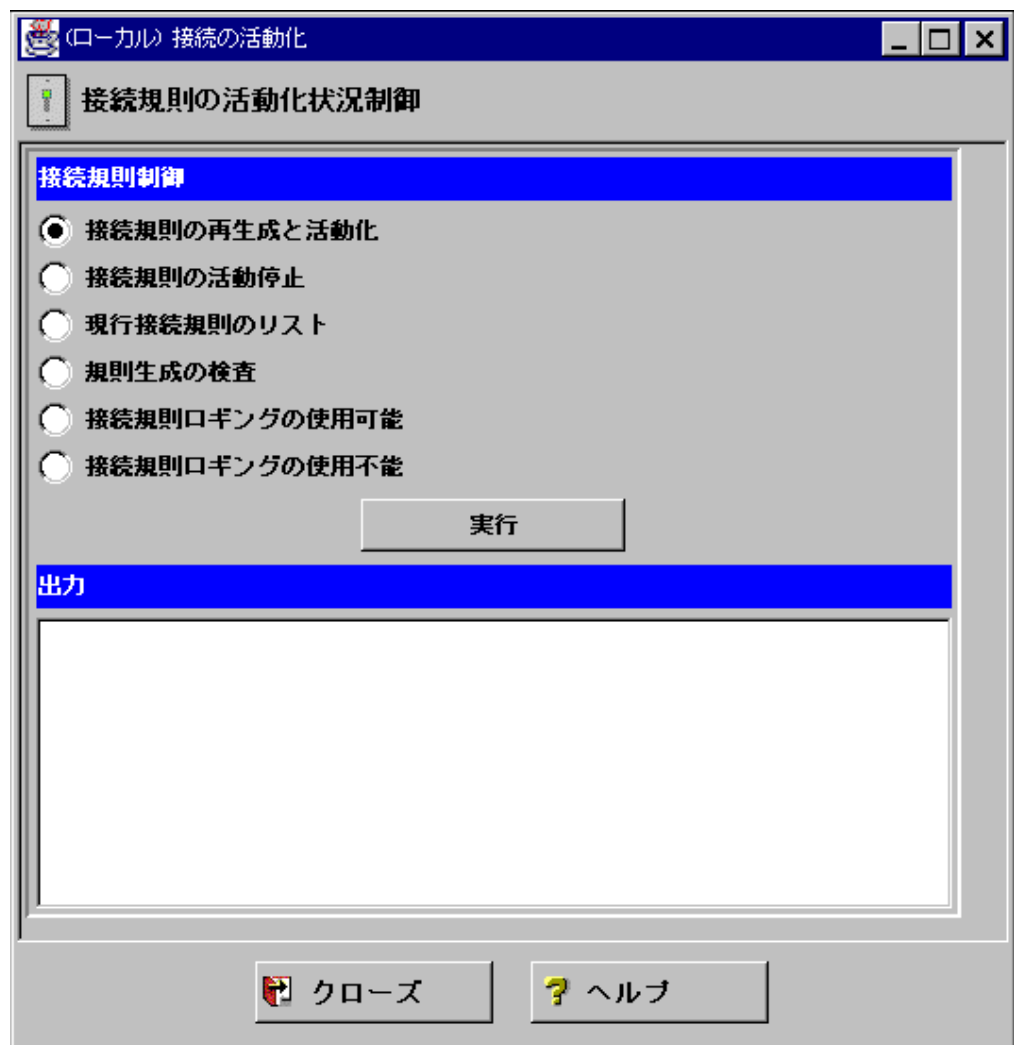 (ローカル) 接続の活動化
接続規則の活動化状況制御
接続規則制御
接続規則の再生成と活動化
接続規則の活動停止
現行接続規則のリスト
規則生成の検査
接続規則ロギングの使用可能
接続規則ロギングの使用不能
実行
出力
クローズ
ヘルプ